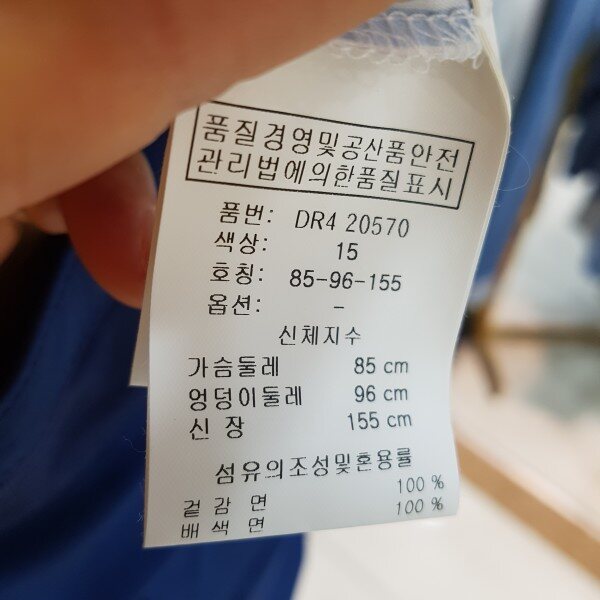 품질경영및공산품안전
관리법에의한품질표시
품번: DR4 20570
색상: 15
호칭: 85-96-155
옵션: -
신체지수
가슴둘레 85 cm
엉덩이둘레 96 cm
신 장 155 cm
섬유의조성및혼용률
겉 감 면 100 %
배 색 면 100 %